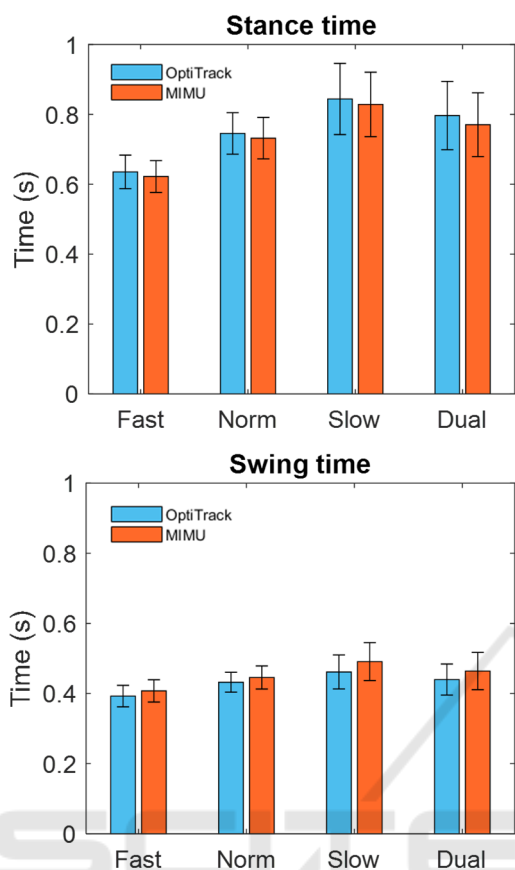 Stance time
1
OptiTrack
MIMU
0.8
0.6
0.4
0.2
0
Time (s)
Fast Norm Slow Dual
Swing time
1
OptiTrack
MIMU
0.8
0.6
0.4
0.2
0
Time (s)
Fast Norm Slow Dual